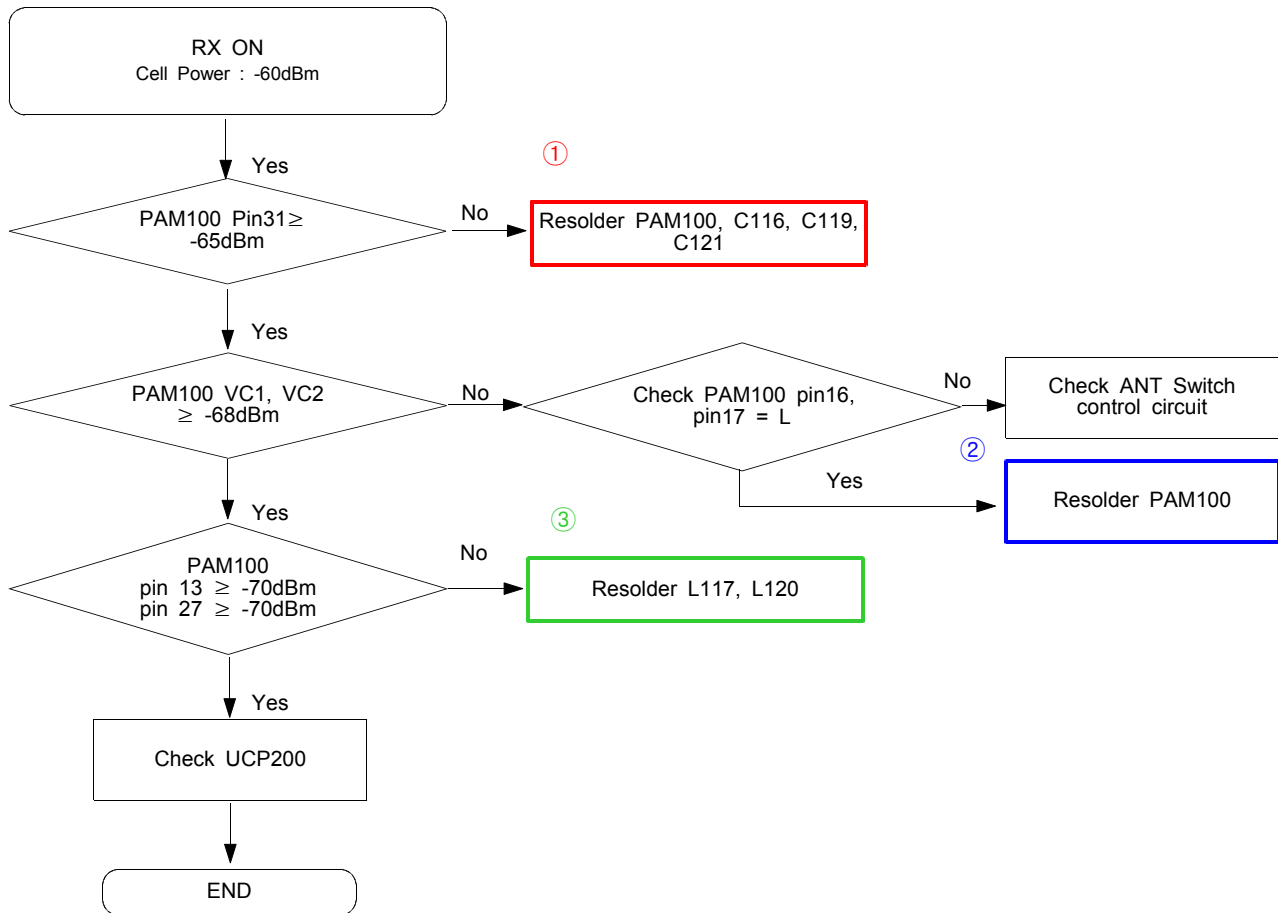 RX ON
Cell Power : -60dBm
Yes
①
PAM100 Pin31≥
-65dBm
No
Resolder PAM100, C116, C119,
C121
Yes
PAM100 VC1, VC2
≥ -68dBm
No
Check PAM100 pin16,
pin17 = L
No
Check ANT Switch
control circuit
②
Yes
Resolder PAM100
Yes
③
PAM100
pin 13 ≥ -70dBm
pin 27 ≥ -70dBm
No
Resolder L117, L120
Yes
Check UCP200
END